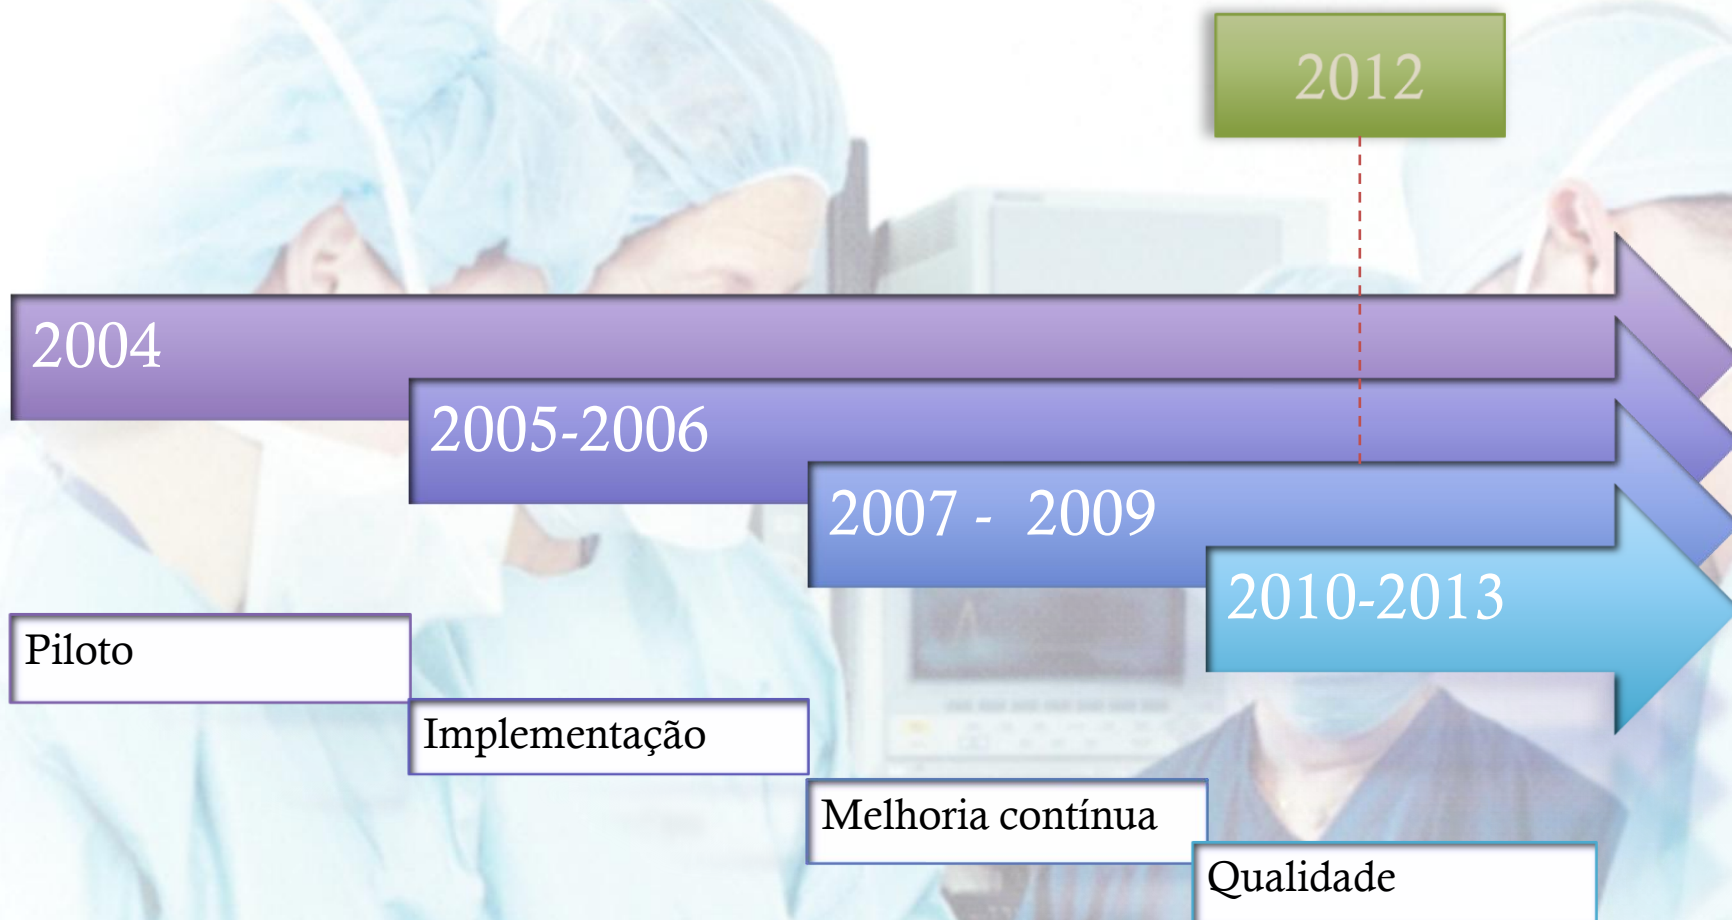 2012
2004
2005-2006
2007 - 2009
2010-2013
Piloto
Implementação
Melhoria contínua
Qualidade